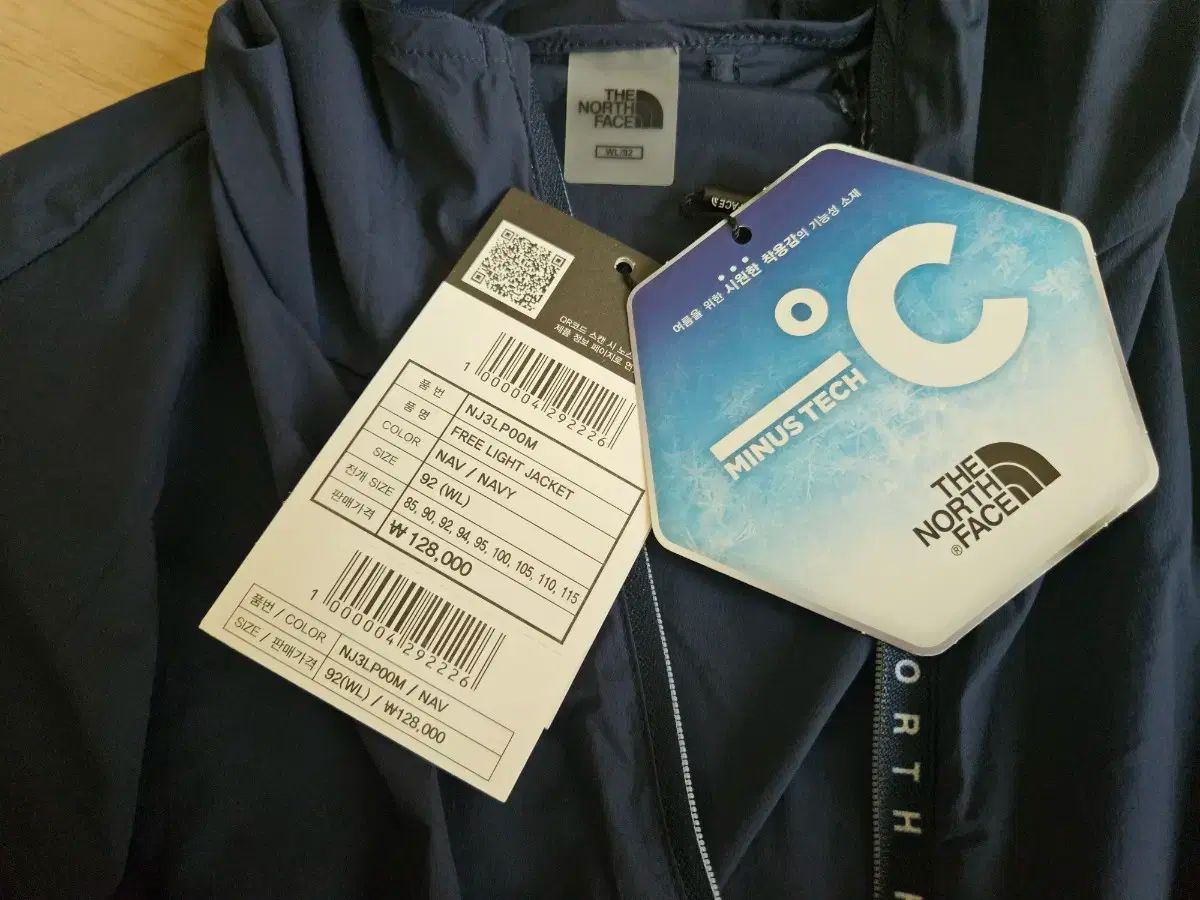 THE
NORTH
FACE
WL/92
FACE
여름을 위한 시원한 착용감의 기능성 소재
°C
MINUS TECH
THE
NORTH
FACE®
QR코드 스캔 시 노스
제품 정보 페이지로 연
1 000004 292226
품 번 NJ3LP00M
품 명 FREE LIGHT JACKET
COLOR NAV / NAVY
SIZE 92 (WL)
전개 SIZE 85, 90, 92, 94, 95, 100, 105, 110, 115
판매가격 ₩ 128,000
1 000004 292226
품번 / COLOR NJ3LP00M / NAV
SIZE / 판매가격 92(WL) / ₩128,000
ORTH